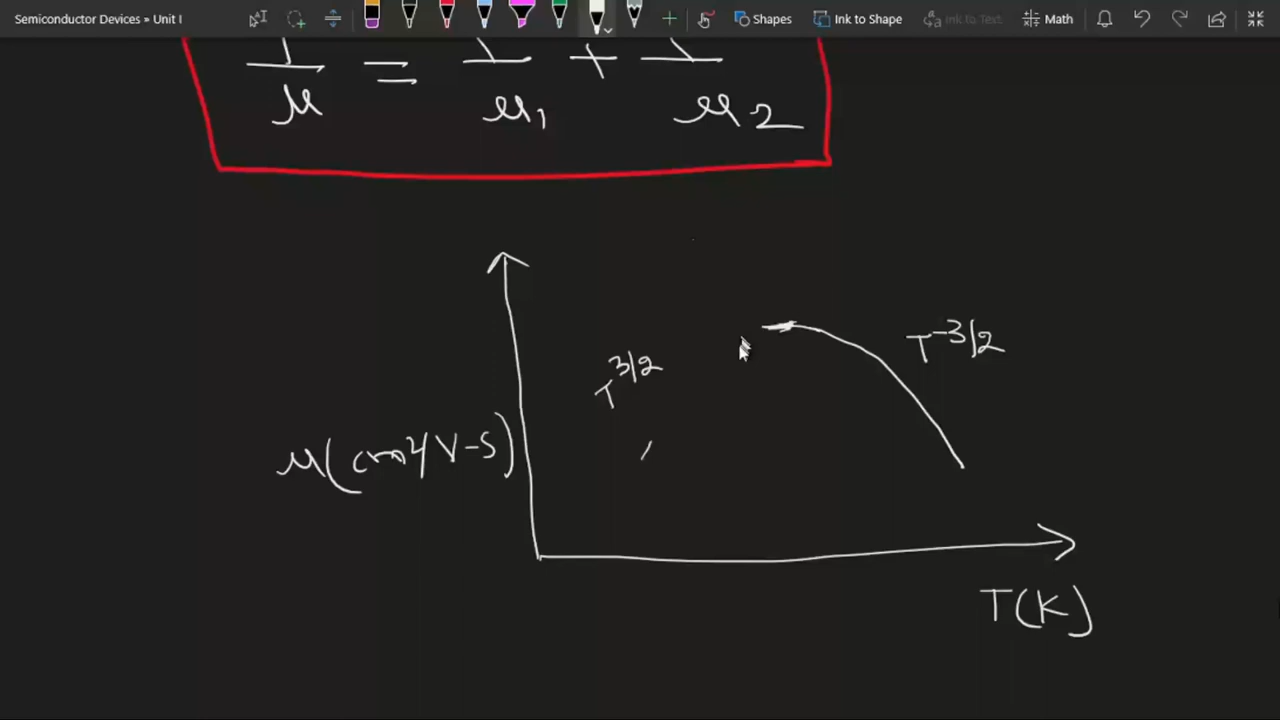 Semiconductor Devices » Unit I
Shapes Ink to Shape Ink to Text Math
1/μ = 1/μ1 + 1/μ2
T^3/2
T^-3/2
μ(cm²/V-S)
T(K)